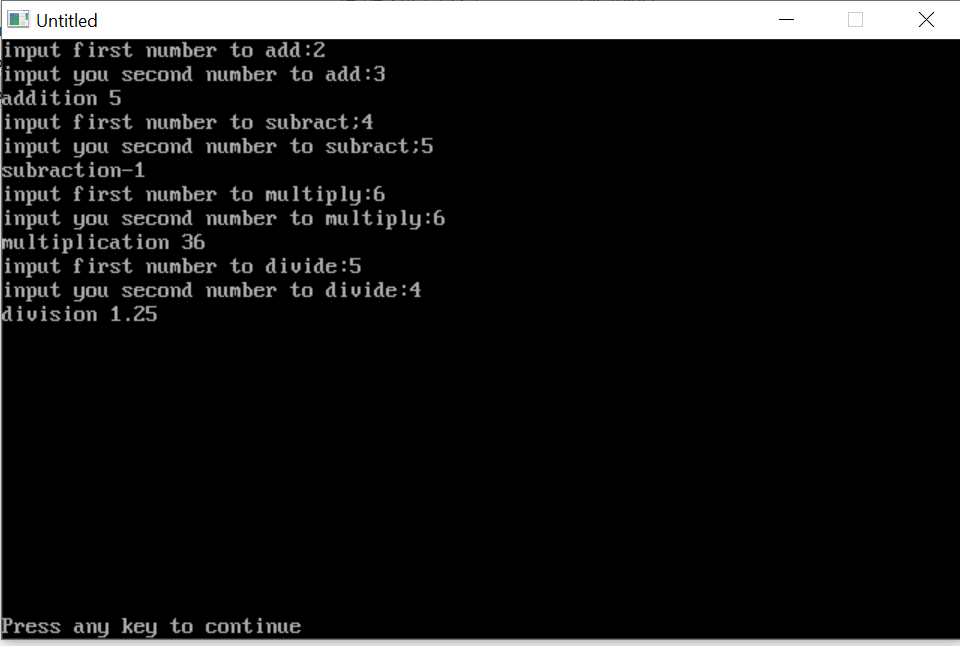 Untitled
input first number to add:2
input you second number to add:3
addition 5
input first number to subract;4
input you second number to subract;5
subraction-1
input first number to multiply:6
input you second number to multiply:6
multiplication 36
input first number to divide:5
input you second number to divide:4
division 1.25
Press any key to continue